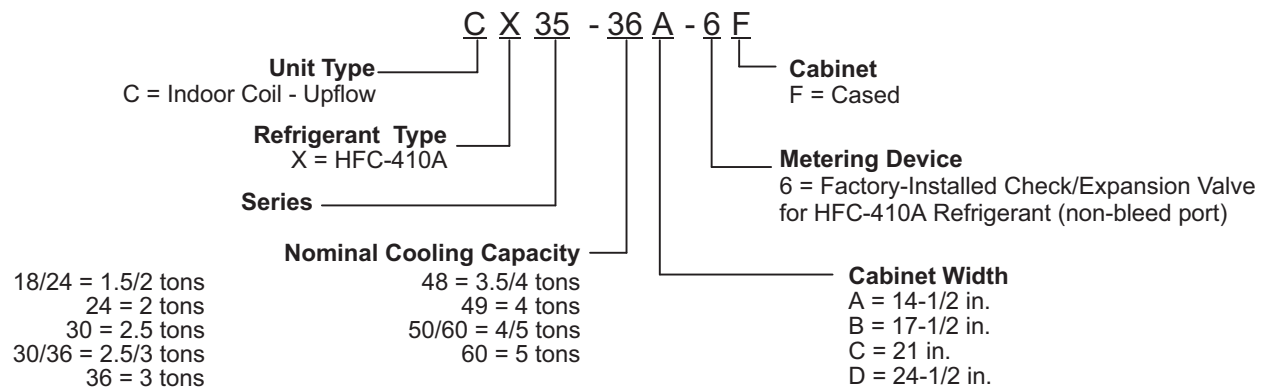 C X 35 - 36 A - 6 F
Unit Type
C = Indoor Coil - Upflow
Refrigerant Type
X = HFC-410A
Series
Nominal Cooling Capacity
18/24 = 1.5/2 tons
24 = 2 tons
30 = 2.5 tons
30/36 = 2.5/3 tons
36 = 3 tons
48 = 3.5/4 tons
49 = 4 tons
50/60 = 4/5 tons
60 = 5 tons
Cabinet
F = Cased
Metering Device
6 = Factory-Installed Check/Expansion Valve
for HFC-410A Refrigerant (non-bleed port)
Cabinet Width
A = 14-1/2 in.
B = 17-1/2 in.
C = 21 in.
D = 24-1/2 in.